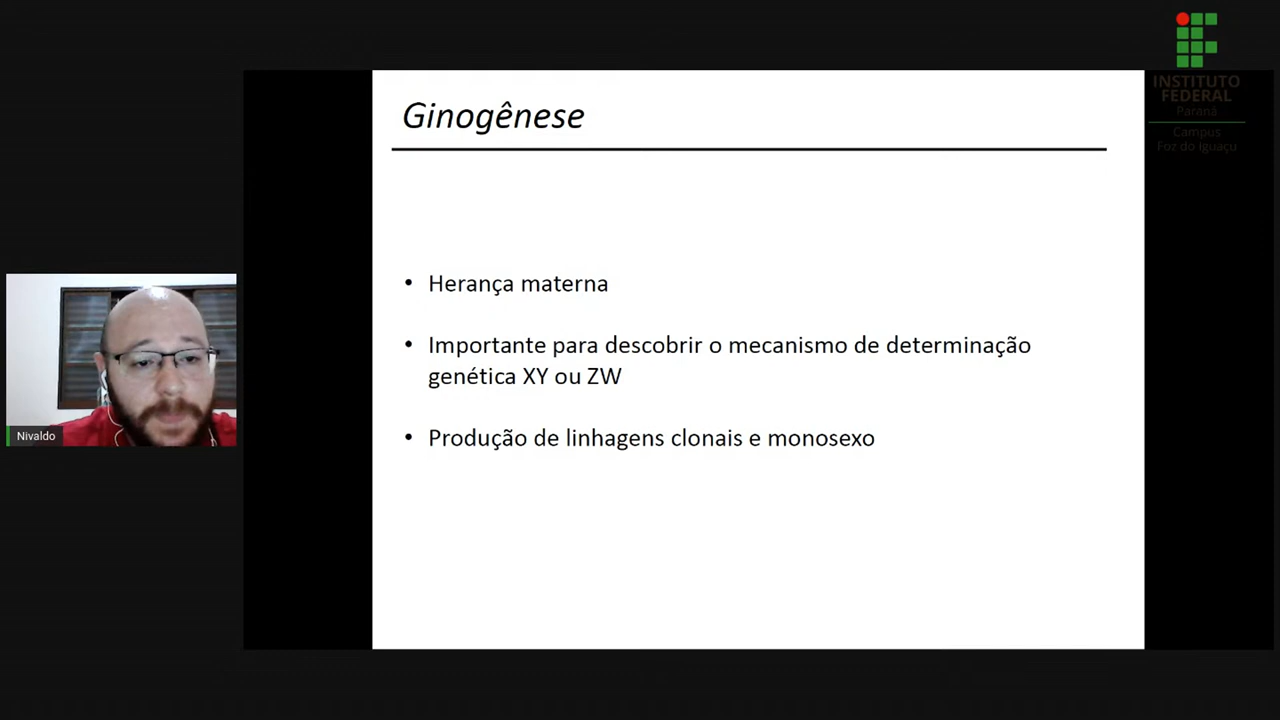 INSTITUTO
FEDERAL
Paraná
Campus
Foz do Iguaçu
Ginogênese
• Herança materna
• Importante para descobrir o mecanismo de determinação
genética XY ou ZW
• Produção de linhagens clonais e monosexo
Nivaldo